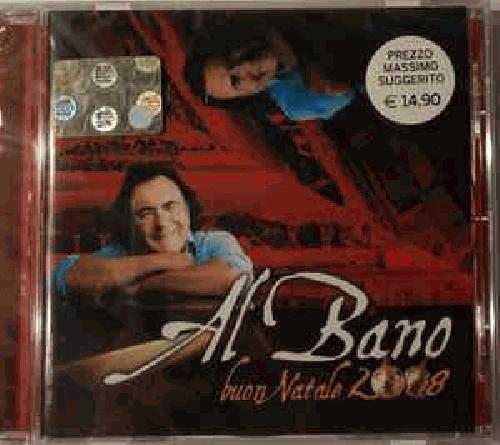 PREZZO
MASSIMO
SUGGERITO
€ 14.90
Al Bano
buon Natale 2008